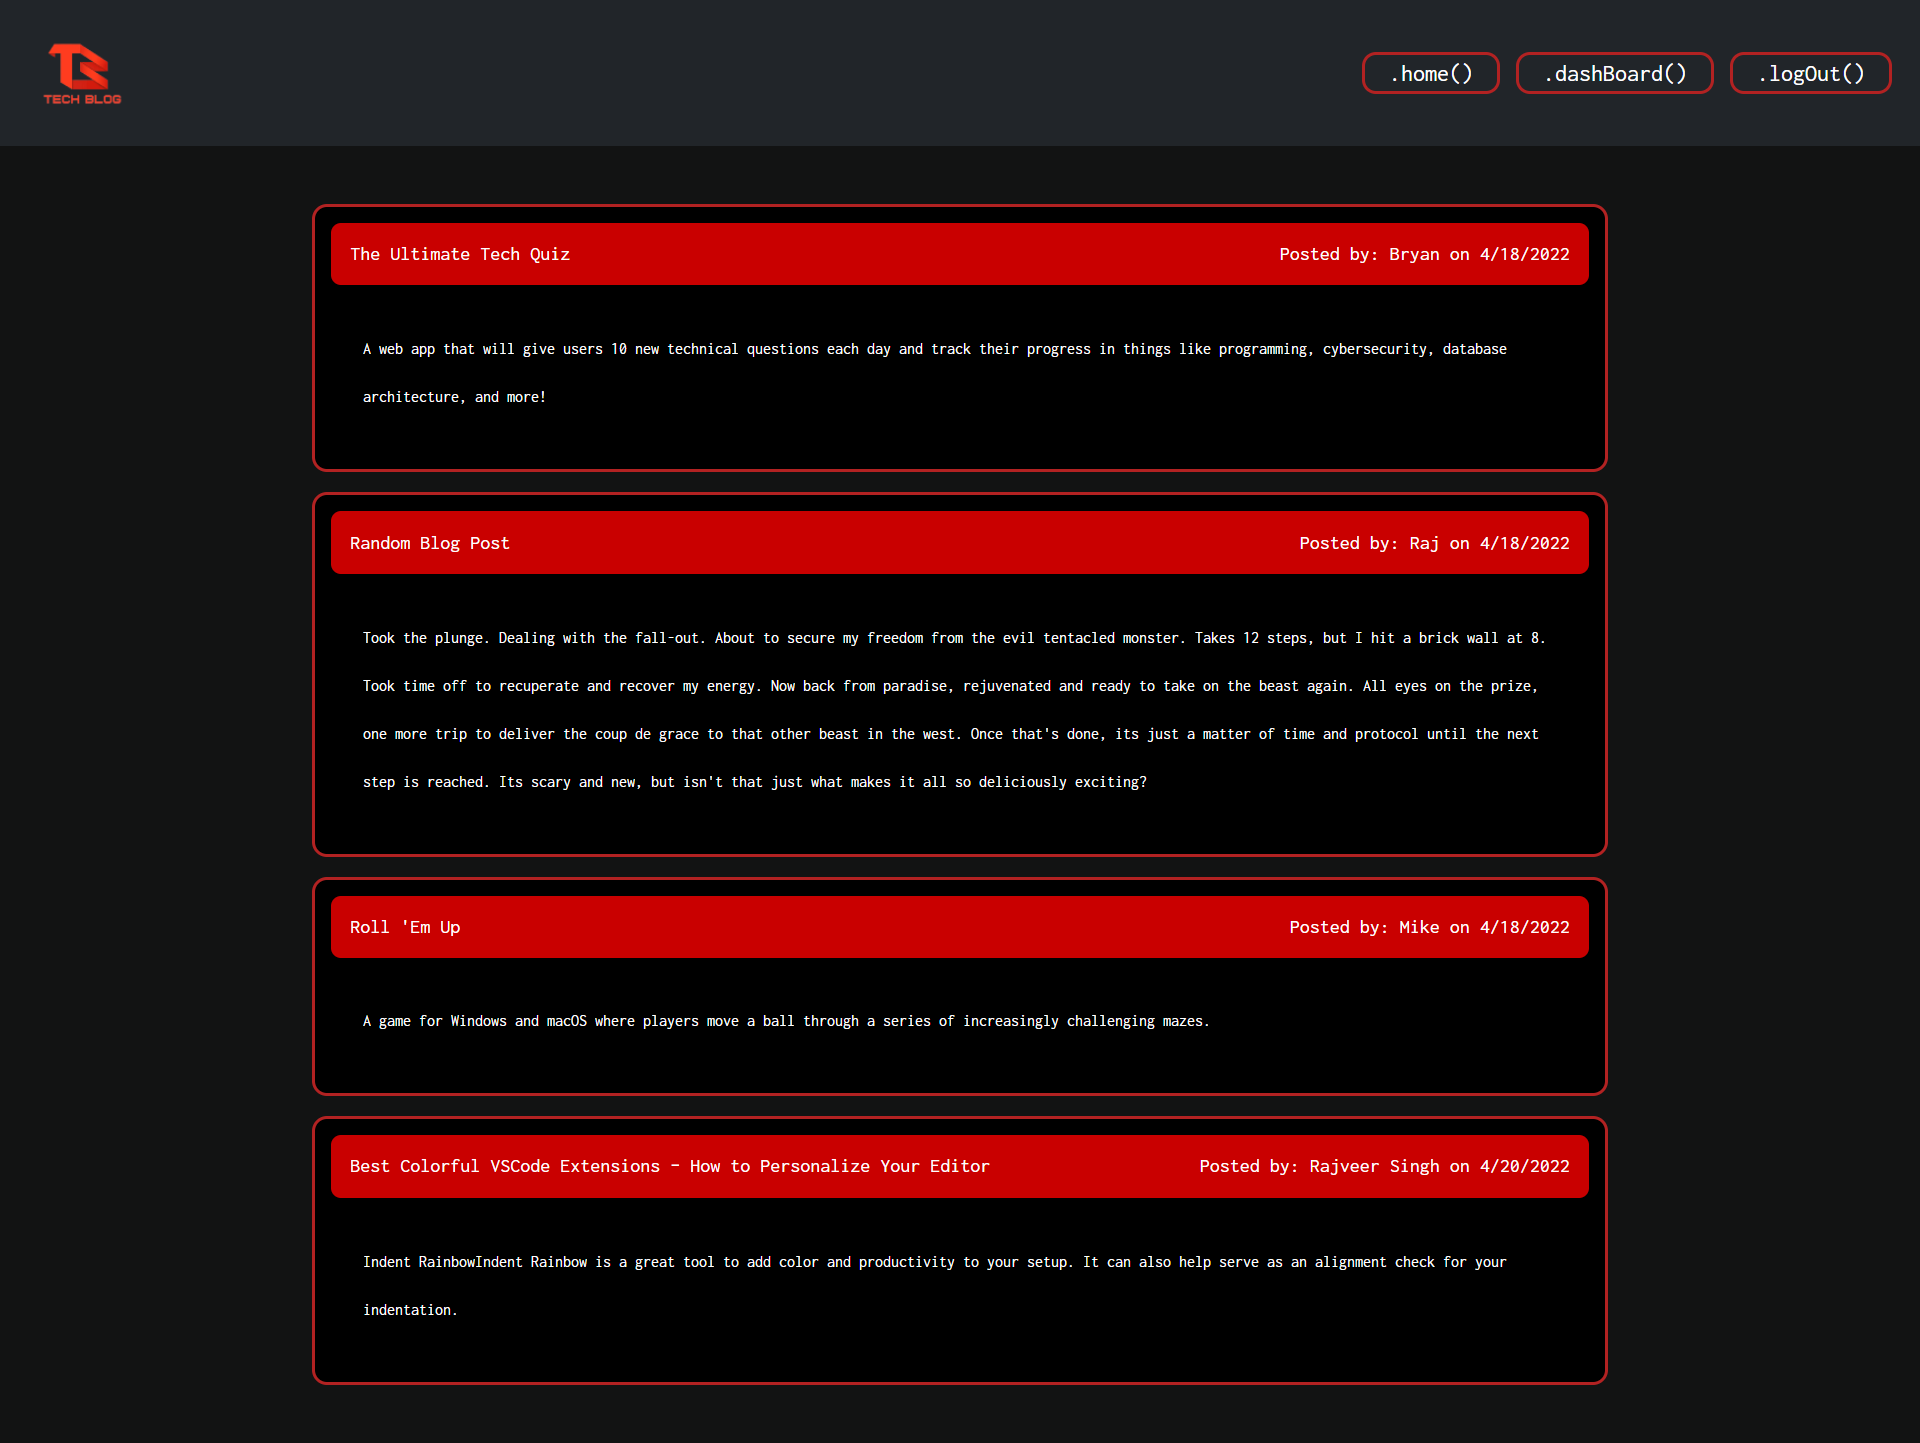 TECH BLOG
.home() .dashBoard() .logOut()
The Ultimate Tech Quiz Posted by: Bryan on 4/18/2022
A web app that will give users 10 new technical questions each day and track their progress in things like programming, cybersecurity, database
architecture, and more!
Random Blog Post Posted by: Raj on 4/18/2022
Took the plunge. Dealing with the fall-out. About to secure my freedom from the evil tentacled monster. Takes 12 steps, but I hit a brick wall at 8.
Took time off to recuperate and recover my energy. Now back from paradise, rejuvenated and ready to take on the beast again. All eyes on the prize,
one more trip to deliver the coup de grace to that other beast in the west. Once that's done, its just a matter of time and protocol until the next
step is reached. Its scary and new, but isn't that just what makes it all so deliciously exciting?
Roll 'Em Up Posted by: Mike on 4/18/2022
A game for Windows and macOS where players move a ball through a series of increasingly challenging mazes.
Best Colorful VSCode Extensions - How to Personalize Your Editor Posted by: Rajveer Singh on 4/20/2022
Indent RainbowIndent Rainbow is a great tool to add color and productivity to your setup. It can also help serve as an alignment check for your
indentation.